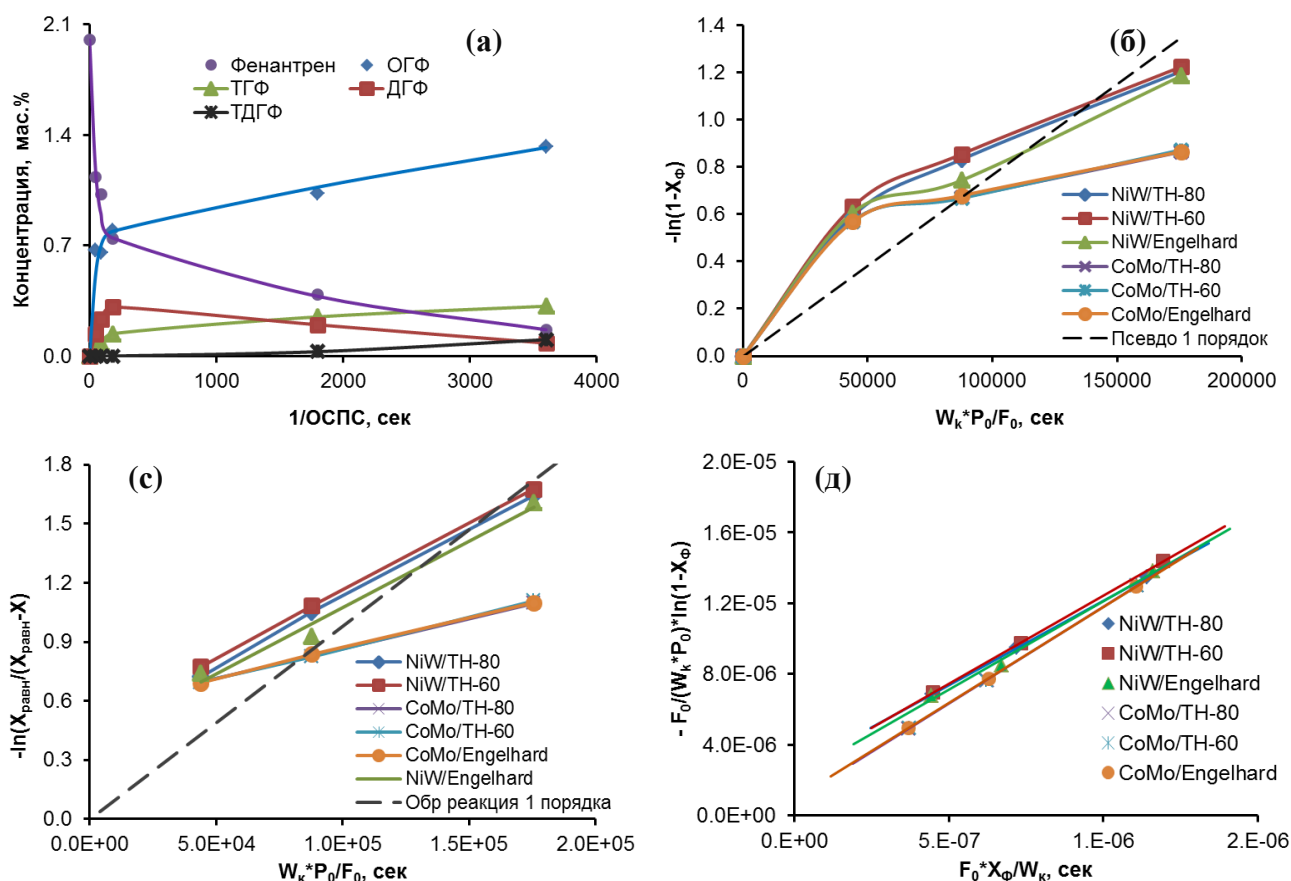 (а)
2.1
1.4
0.7
0.0
Концентрация, мас.%
Фенантрен
ОГФ
ТГФ
ДГФ
ТДГФ
0
1000
2000
3000
4000
1/ОСПС, сек
(б)
1.4
1.2
1.0
0.8
0.6
0.4
0.2
0.0
-ln(1-XФ)
NiW/TH-80
NiW/TH-60
NiW/Engelhard
CoMo/TH-80
CoMo/TH-60
CoMo/Engelhard
Псевдо 1 порядок
0
50000
100000
150000
200000
Wk*P0/F0, сек
(с)
1.8
1.5
1.2
0.9
0.6
0.3
0.0
-ln(Xравн/(Xравн-X)
NiW/TH-80
NiW/TH-60
CoMo/TH-80
CoMo/TH-60
CoMo/Engelhard
NiW/Engelhard
Обр реакция 1 порядка
0.0E+00
5.0E+04
1.0E+05
1.5E+05
2.0E+05
Wк*P0/F0, сек
(д)
2.0E-05
1.6E-05
1.2E-05
8.0E-06
4.0E-06
0.0E+00
- F0/(Wк*P0)*ln(1-XФ)
NiW/TH-80
NiW/TH-60
NiW/Engelhard
CoMo/TH-80
CoMo/TH-60
CoMo/Engelhard
0.E+00
5.E-07
1.E-06
2.E-06
F0*XФ/Wк, сек